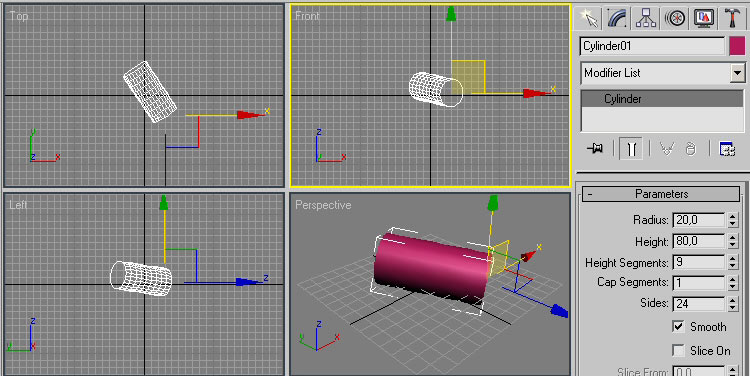 Top
x
y
z
x
Front
x
z
x
Cylinder01
Modifier List
Cylinder
Left
z
z
y
Perspective
x
z
y
x
- Parameters
Radius: 20,0
Height: 80,0
Height Segments: 9
Cap Segments: 1
Sides: 24
Smooth
Slice On
Slice From: 0,0